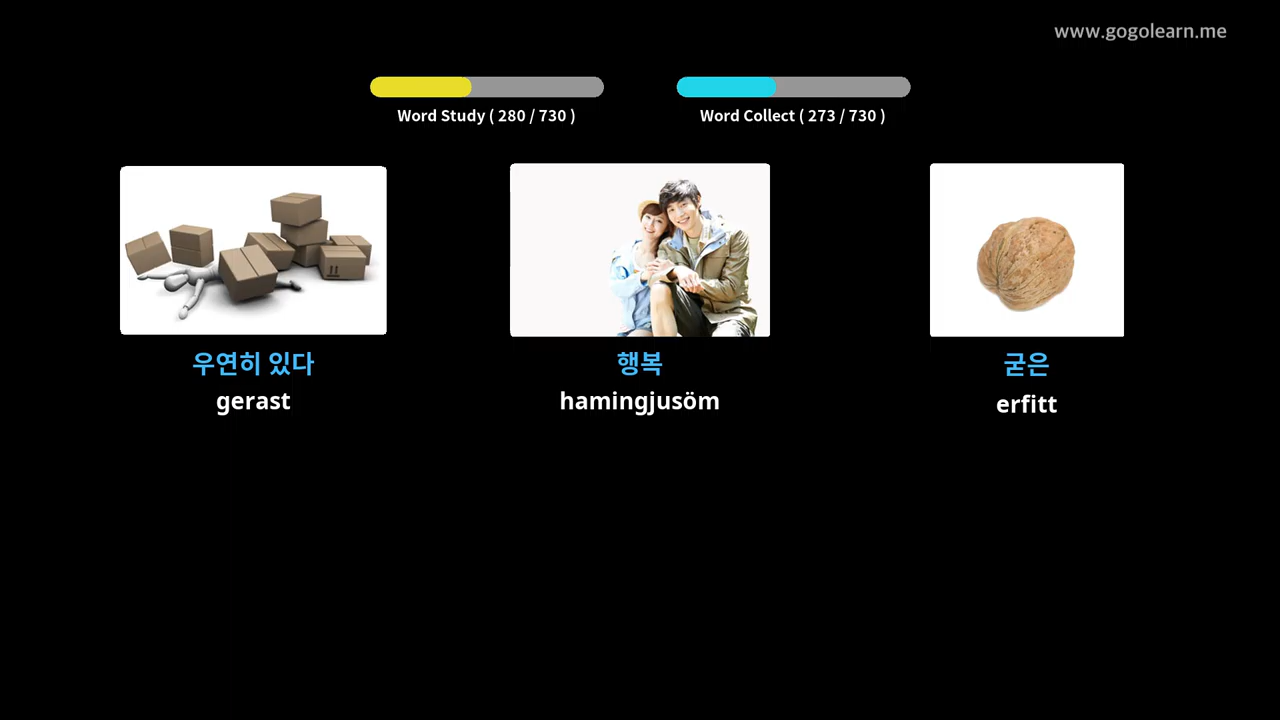 www.gogolearn.me
Word Study ( 280 / 730 )
Word Collect ( 273 / 730 )
우연히 있다
gerast
행복
hamingjusöm
굳은
erfitt